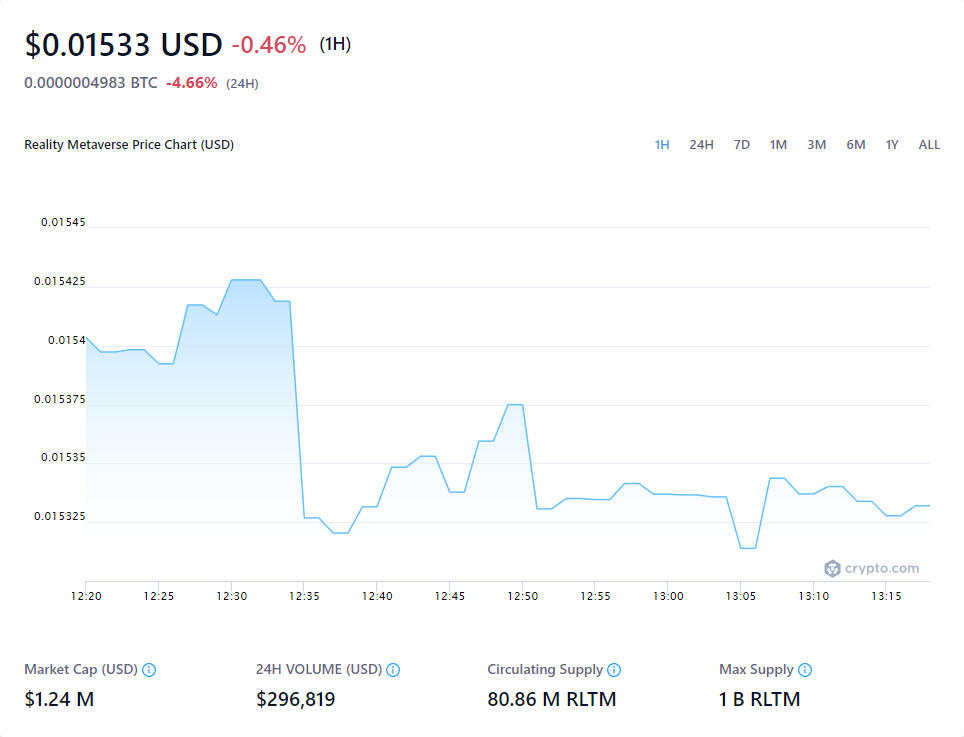 $0.01533 USD -0.46% (1H)
0.0000004983 BTC -4.66% (24H)
Reality Metaverse Price Chart (USD) 1H 24H 7D 1M 3M 6M 1Y ALL
0.01545
0.015425
0.0154
0.015375
0.01535
0.015325
crypto.com
12:20 12:25 12:30 12:35 12:40 12:45 12:50 12:55 13:00 13:05 13:10 13:15
Market Cap (USD) 24H VOLUME (USD) Circulating Supply Max Supply
$1.24 M $296,819 80.86 M RLTM 1 B RLTM